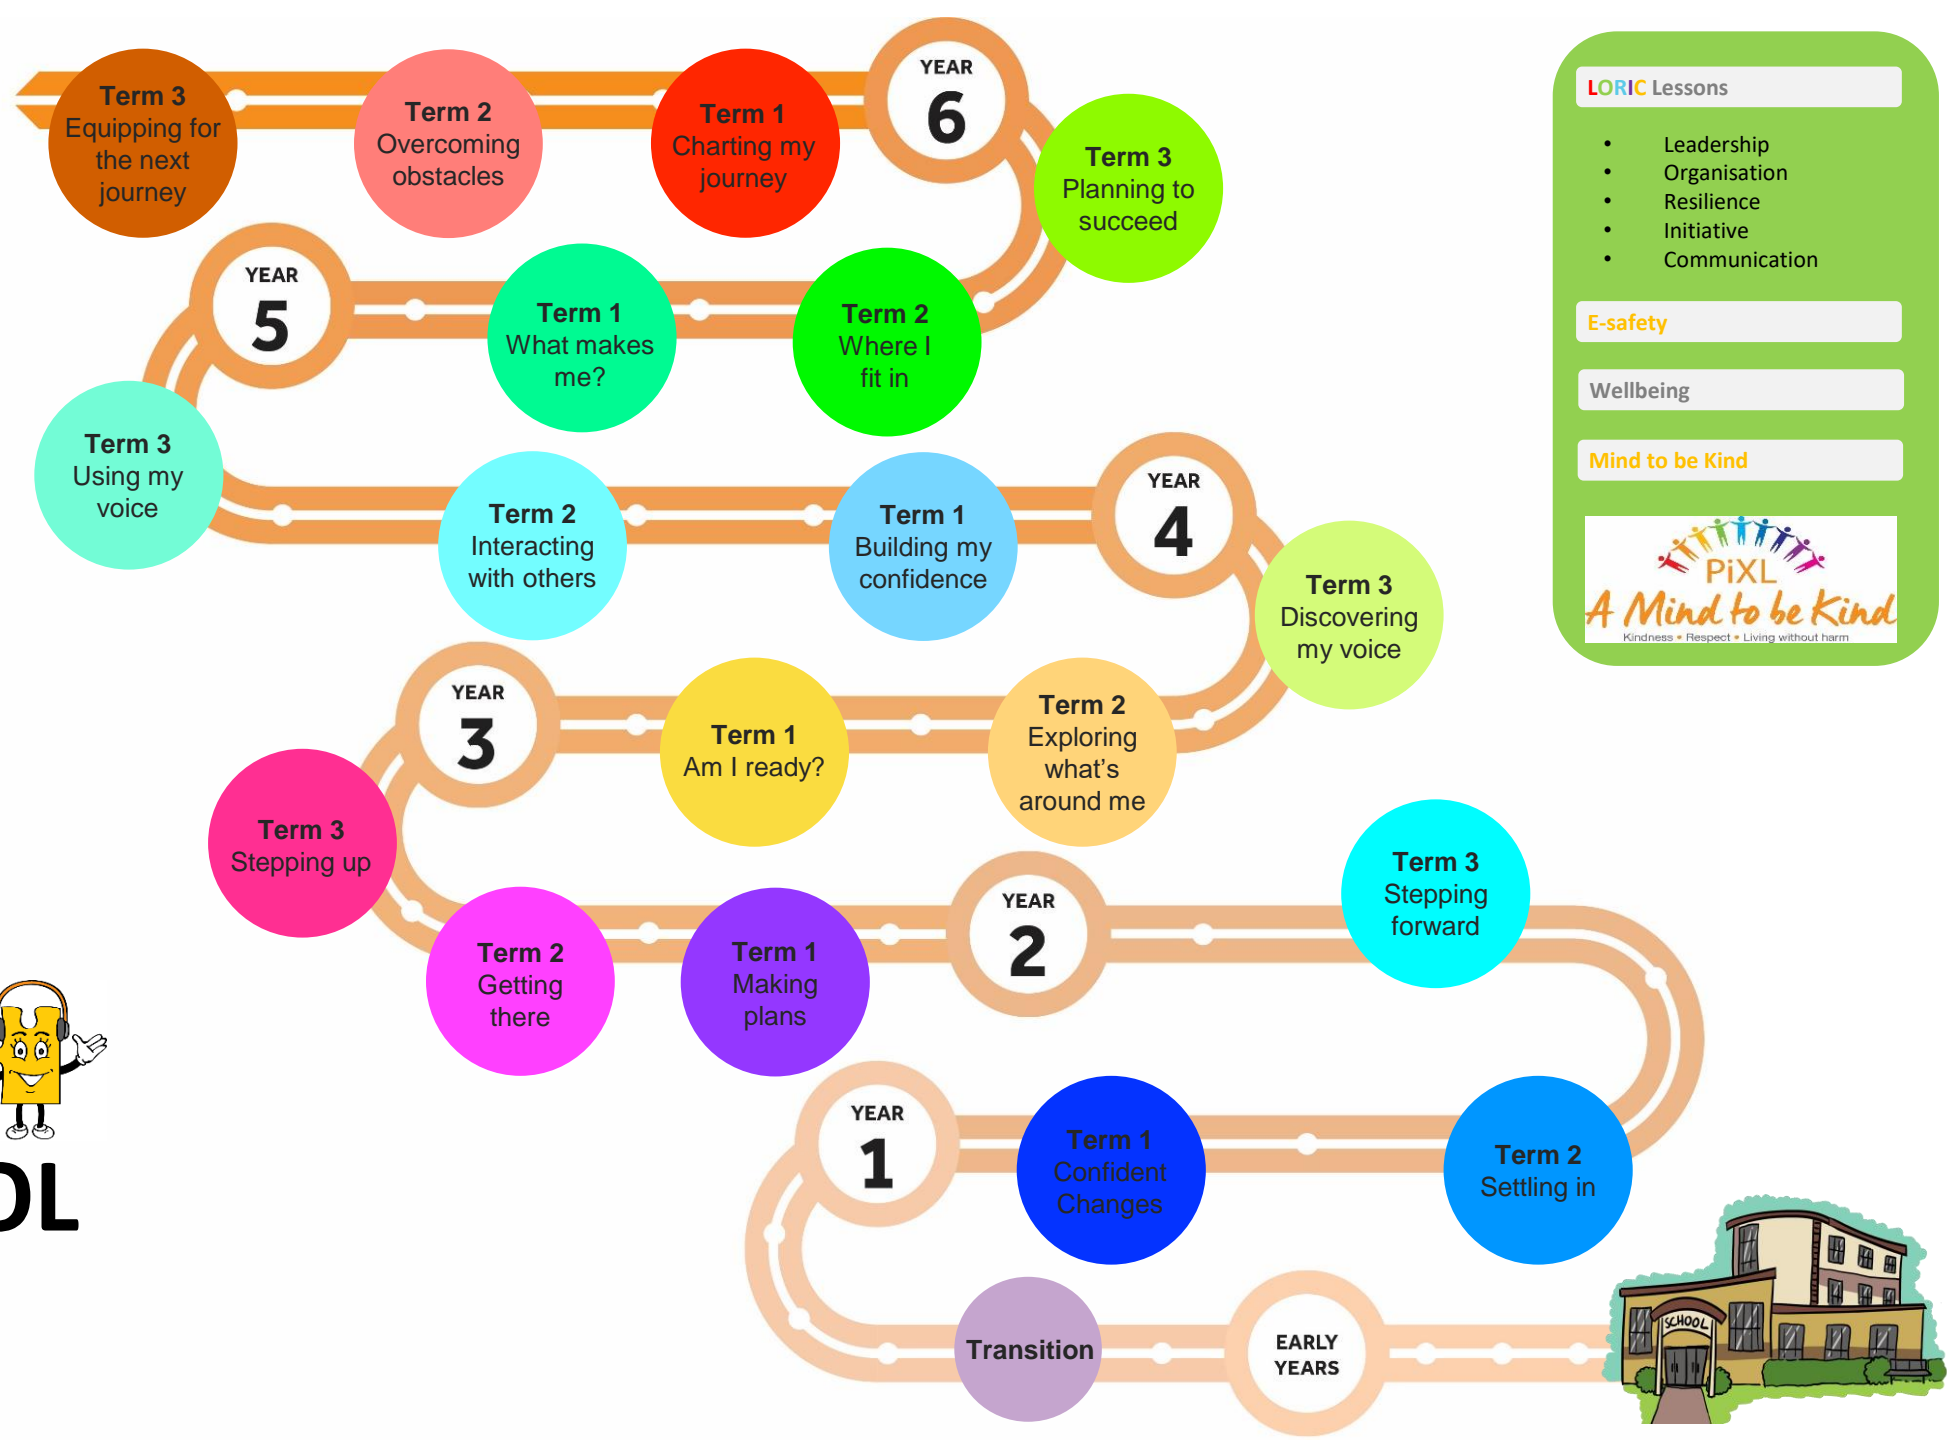 Term 3
Equipping for
the next
journey
Term 2
Overcoming
obstacles
Term 1
Charting my
journey
YEAR
6
Term 3
Planning to
succeed
YEAR
5
Term 1
What makes
me?
Term 2
Where I
fit in
Term 3
Using my
voice
Term 2
Interacting
with others
Term 1
Building my
confidence
YEAR
4
Term 3
Discovering
my voice
YEAR
3
Term 1
Am I ready?
Term 2
Exploring
what's
around me
Term 3
Stepping up
Term 2
Getting
there
Term 1
Making
plans
YEAR
2
Term 3
Stepping
forward
YEAR
1
Term 1
Confident
Changes
Term 2
Settling in
Transition
EARLY
YEARS
SCHOOL
LORIC Lessons
• Leadership
• Organisation
• Resilience
• Initiative
• Communication
E-safety
Wellbeing
Mind to be Kind
PiXL
A Mind to be Kind
Kindness • Respect • Living without harm